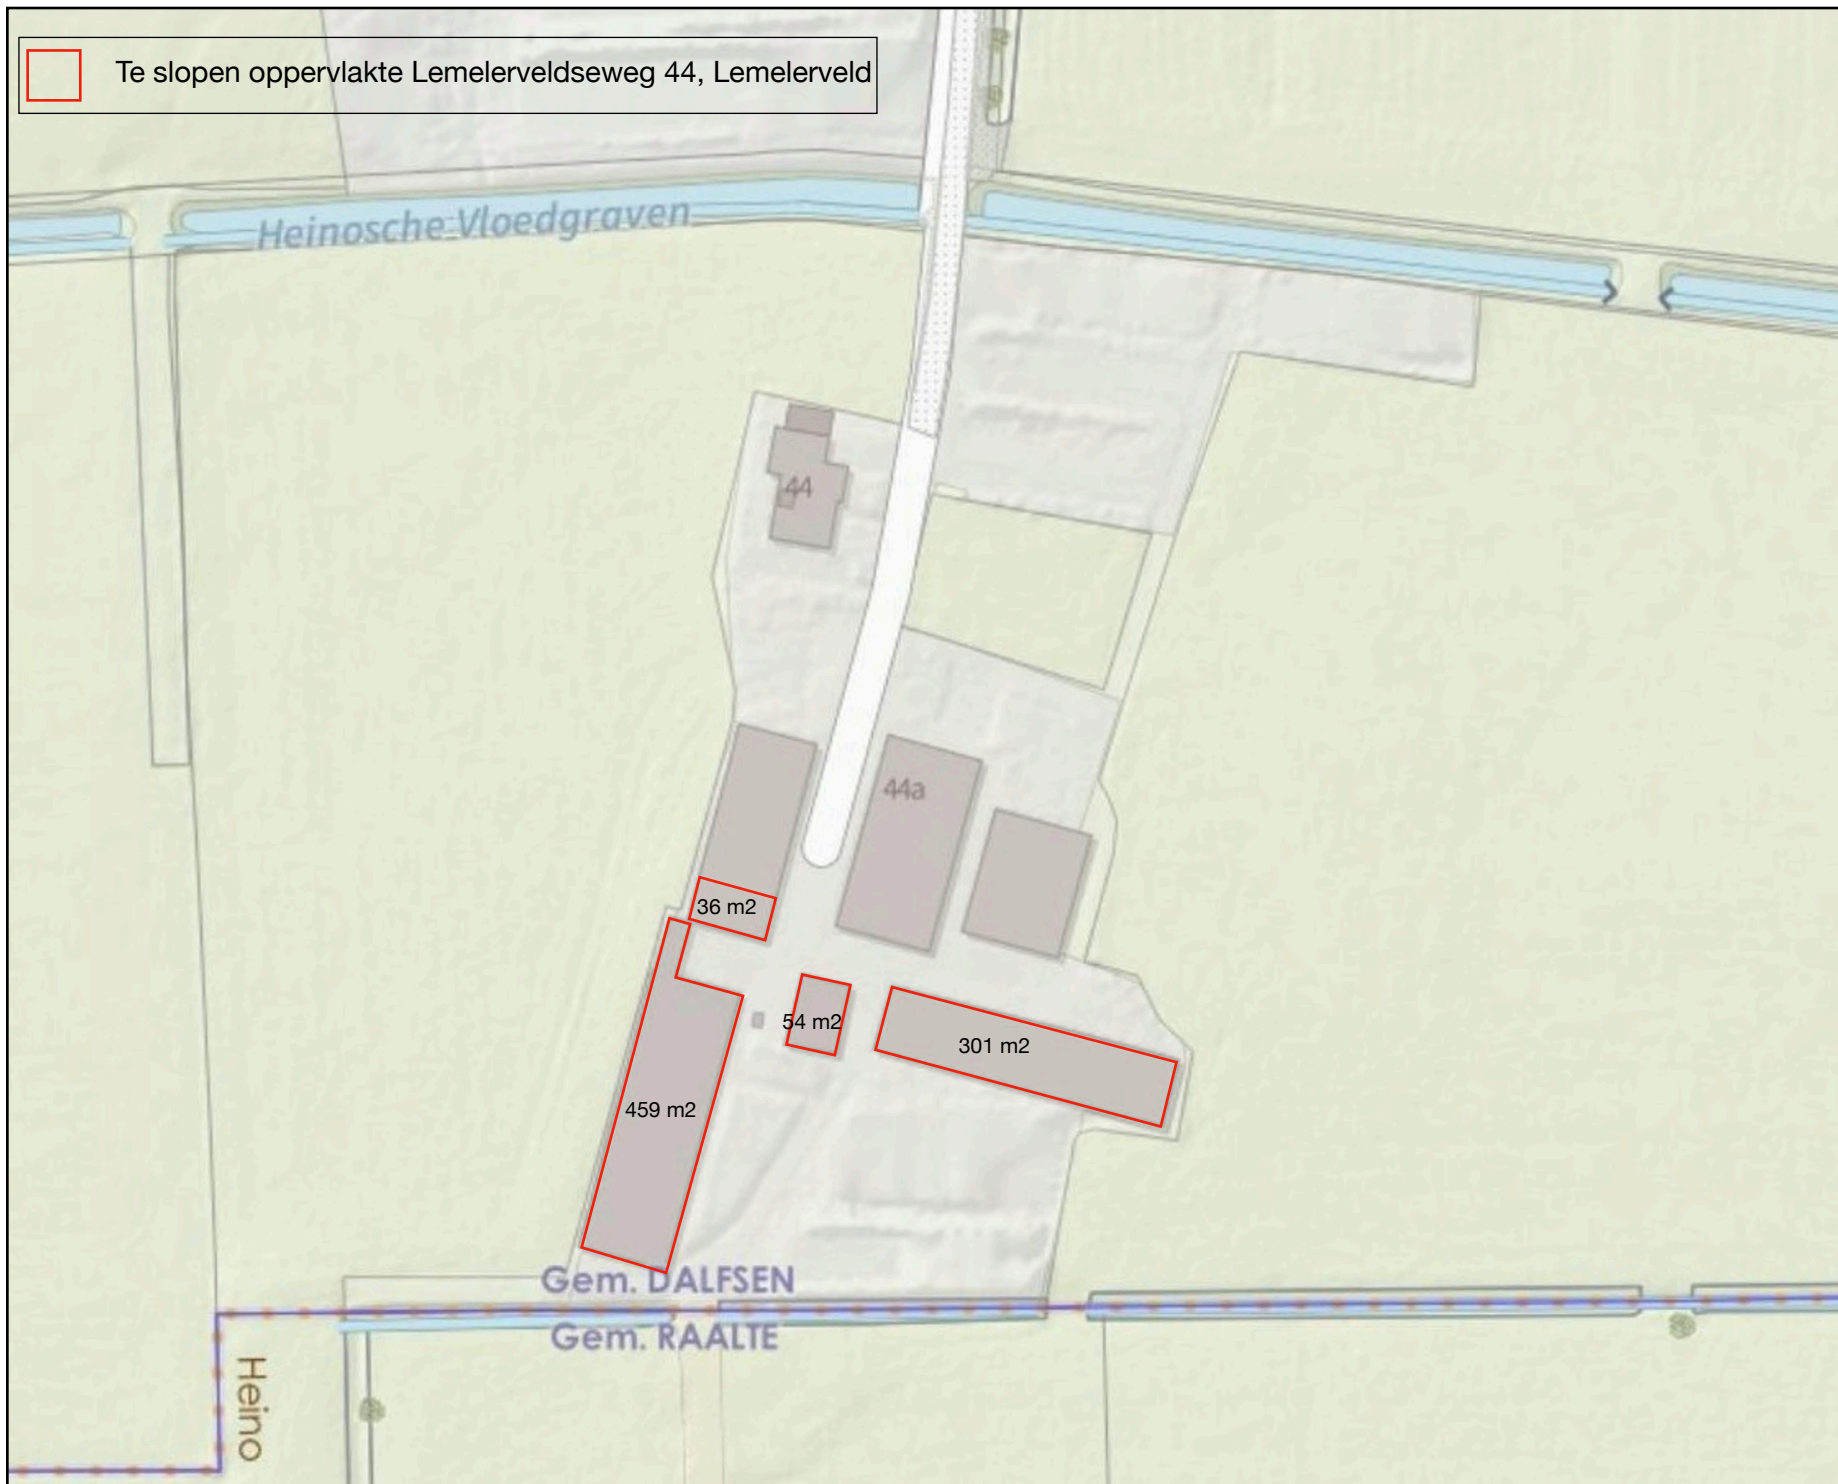 Te slopen oppervlakte Lemelerveldseweg 44, Lemelerveld
Heinosche Vloedgraven
44
44a
36 m2
54 m2
301 m2
459 m2
Gem. DALFSEN
Gem. RAALTE
Heino